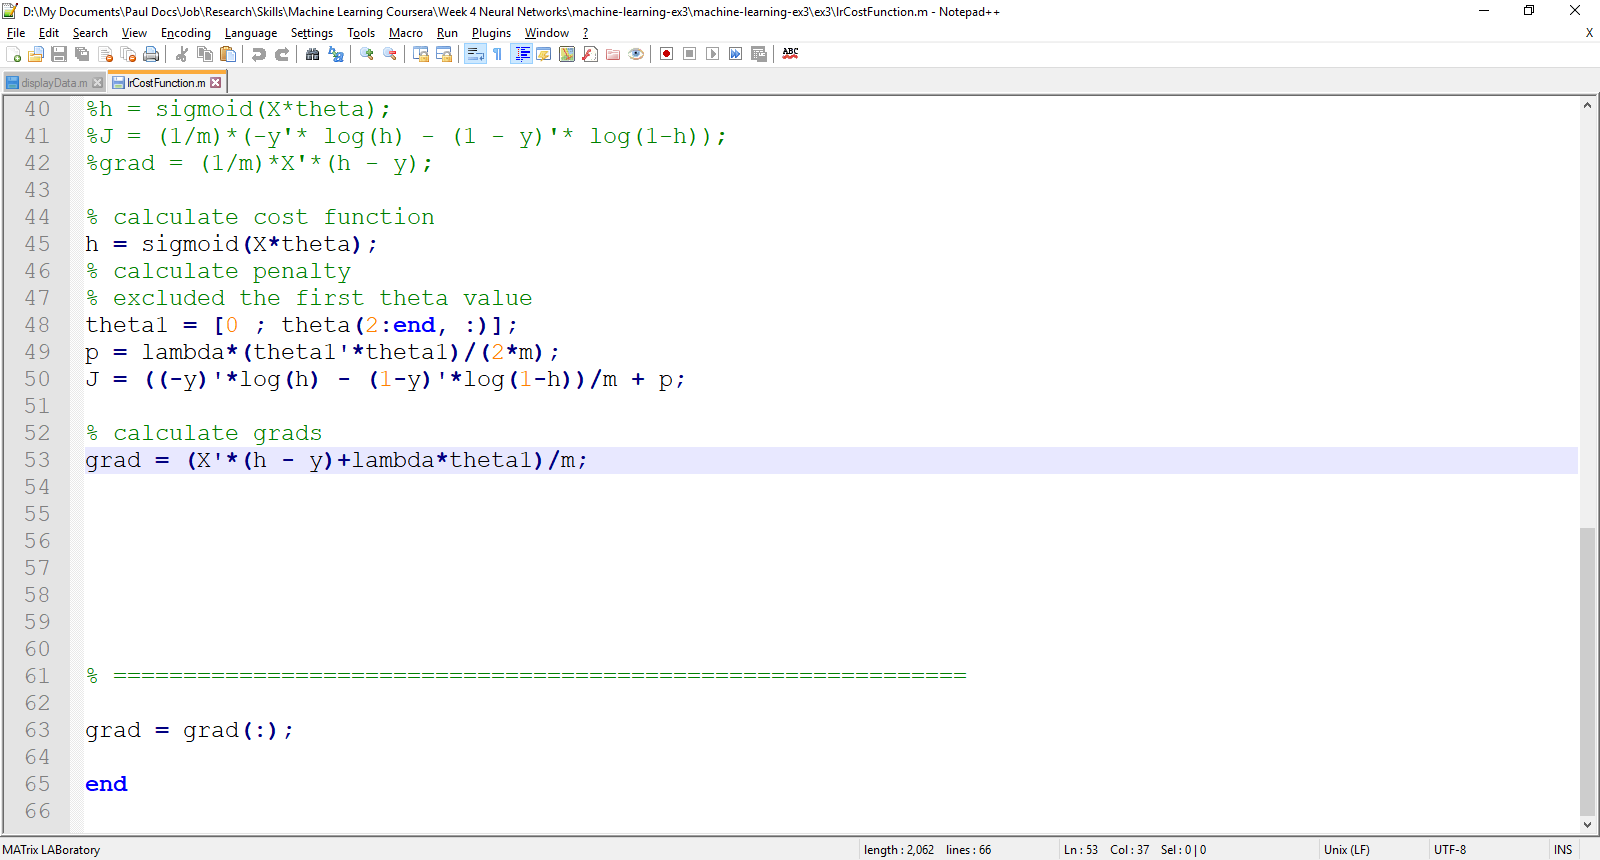 D:\My Documents\Paul Docs\Job\Research\Skills\Machine Learning Coursera\Week 4 Neural Networks\machine-learning-ex3\machine-learning-ex3\ex3\lrCostFunction.m - Notepad++
File Edit Search View Encoding Language Settings Tools Macro Run Plugins Window ? X
ABC
displayData.m lrCostFunction.m
40 %h = sigmoid(X*theta);
41 %J = (1/m)*(-y'* log(h) - (1 - y)'* log(1-h));
42 %grad = (1/m)*X'*(h - y);
43
44 % calculate cost function
45 h = sigmoid(X*theta);
46 % calculate penalty
47 % excluded the first theta value
48 theta1 = [0 ; theta(2:end, :)];
49 p = lambda*(theta1'*theta1)/(2*m);
50 J = ((-y)'*log(h) - (1-y)'*log(1-h))/m + p;
51
52 % calculate grads
53 grad = (X'*(h - y)+lambda*theta1)/m;
54
55
56
57
58
59
60
61 % =============================================================
62
63 grad = grad(:);
64
65 end
66
MATrix LABoratory length : 2,062 lines : 66 Ln : 53 Col : 37 Sel : 0 | 0 Unix (LF) UTF-8 INS